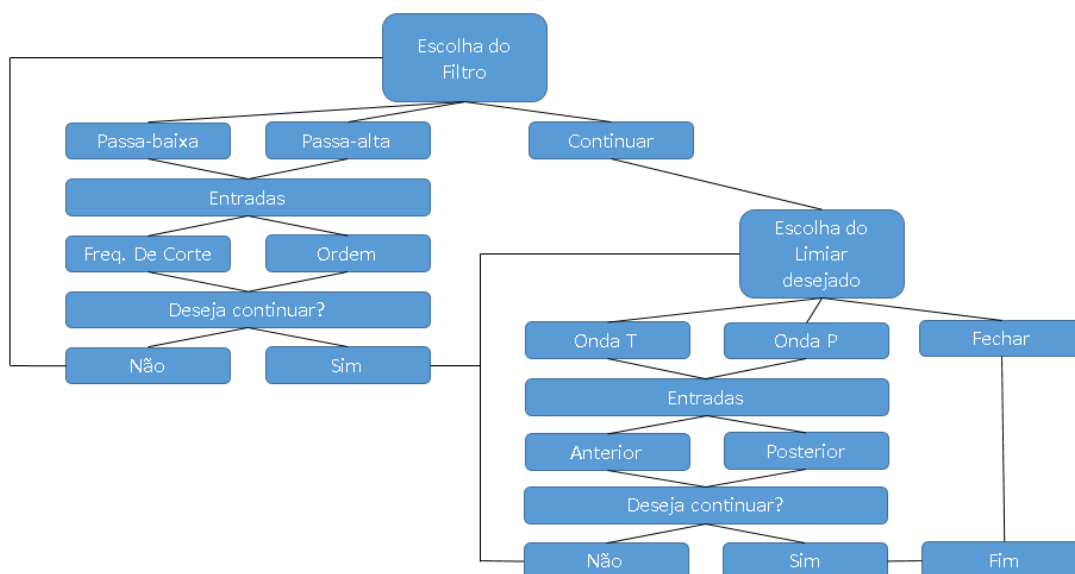 Escolha do
Filtro
Passa-baixa
Passa-alta
Continuar
Entradas
Freq. De Corte
Ordem
Deseja continuar?
Não
Sim
Escolha do
Limiar
desejado
Onda T
Onda P
Fechar
Entradas
Anterior
Posterior
Deseja continuar?
Não
Sim
Fim